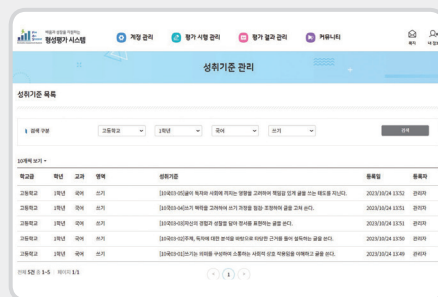 배움과 성장을 지원하는
형성평가 시스템
계정 관리
평가 시행 관리
평가 결과 관리
커뮤니티
쪽지
내 정보
성취기준 관리
성취기준 목록
검색 구분
고등학교
1학년
국어
쓰기
검색
10개씩 보기
학교급 학년 교과 영역 성취기준 등록일 등록자
고등학교 1학년 국어 쓰기 [10국03-05]글이 독자와 사회에 끼치는 영향을 고려하여 책임감 있게 글을 쓰는 태도를 지닌다. 2023/10/24 13:52 관리자
고등학교 1학년 국어 쓰기 [10국03-04]쓰기 맥락을 고려하여 쓰기 과정을 점검·조정하며 글을 고쳐 쓴다. 2023/10/24 13:51 관리자
고등학교 1학년 국어 쓰기 [10국03-03]자신의 경험과 성찰을 담아 정서를 표현하는 글을 쓴다. 2023/10/24 13:51 관리자
고등학교 1학년 국어 쓰기 [10국03-02]주제, 독자에 대한 분석을 바탕으로 타당한 근거를 들어 설득하는 글을 쓴다. 2023/10/24 13:50 관리자
고등학교 1학년 국어 쓰기 [10국03-01]쓰기는 의미를 구성하여 소통하는 사회적 상호 작용임을 이해하고 글을 쓴다. 2023/10/24 13:49 관리자
전체 5건 중 1-5 페이지 1/1
1